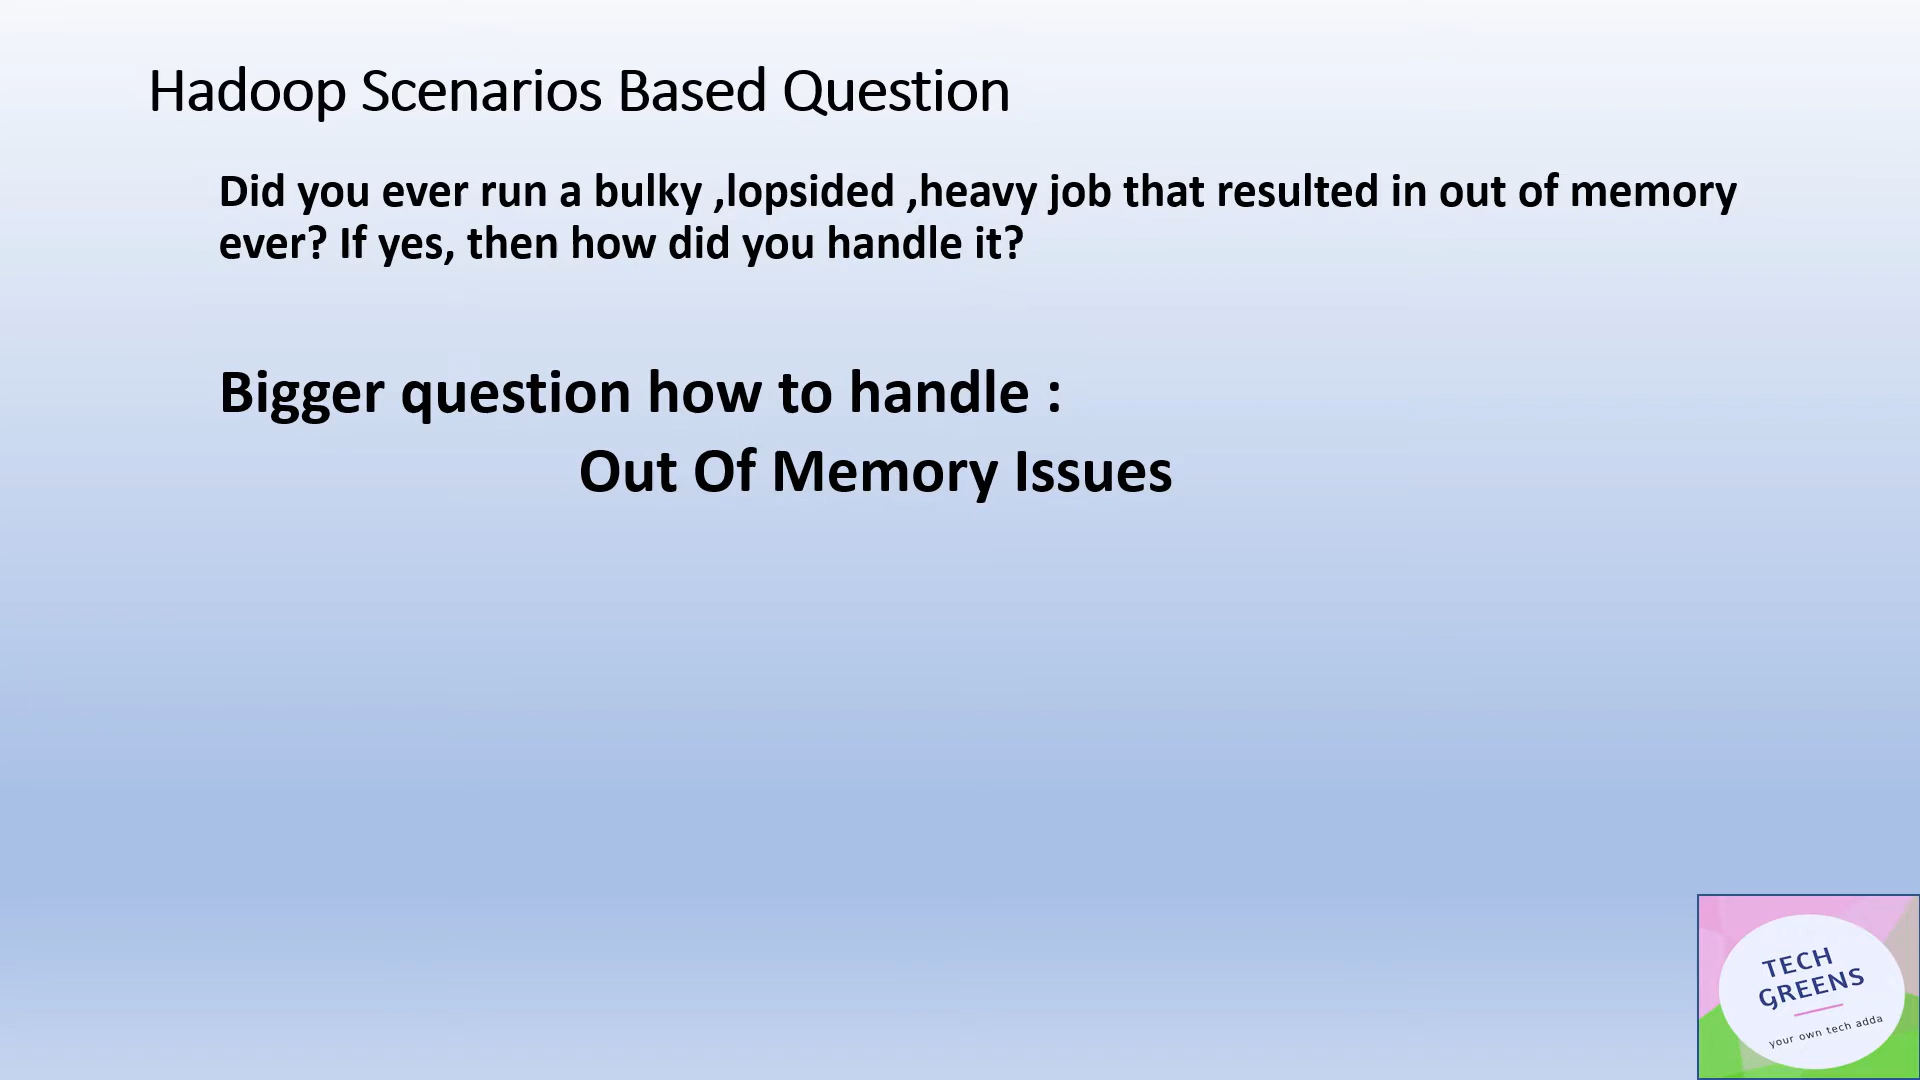 Hadoop Scenarios Based Question
Did you ever run a bulky ,lopsided ,heavy job that resulted in out of memory
ever? If yes, then how did you handle it?
Bigger question how to handle :
Out Of Memory Issues
TECH
GREENS
your own tech adda